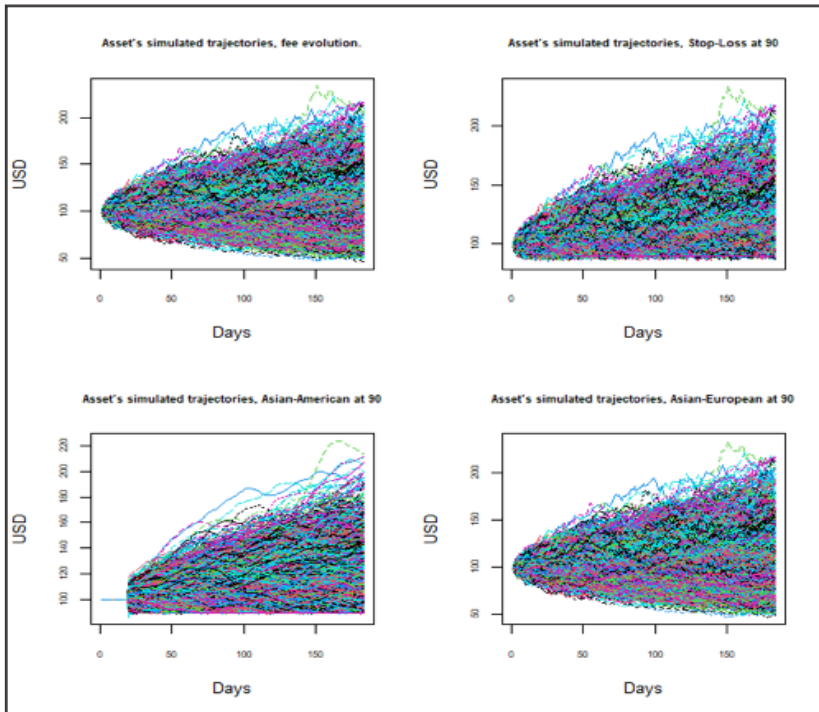 Asset's simulated trajectories, fee evolution.
USD
200
150
100
50
0
50
100
150
Days
Asset's simulated trajectories, Stop-Loss at 90
USD
200
150
100
0
50
100
150
Days
Asset's simulated trajectories, Asian-American at 90
USD
220
200
180
160
140
120
100
0
50
100
150
Days
Asset's simulated trajectories, Asian-European at 90
USD
200
150
100
50
0
50
100
150
Days